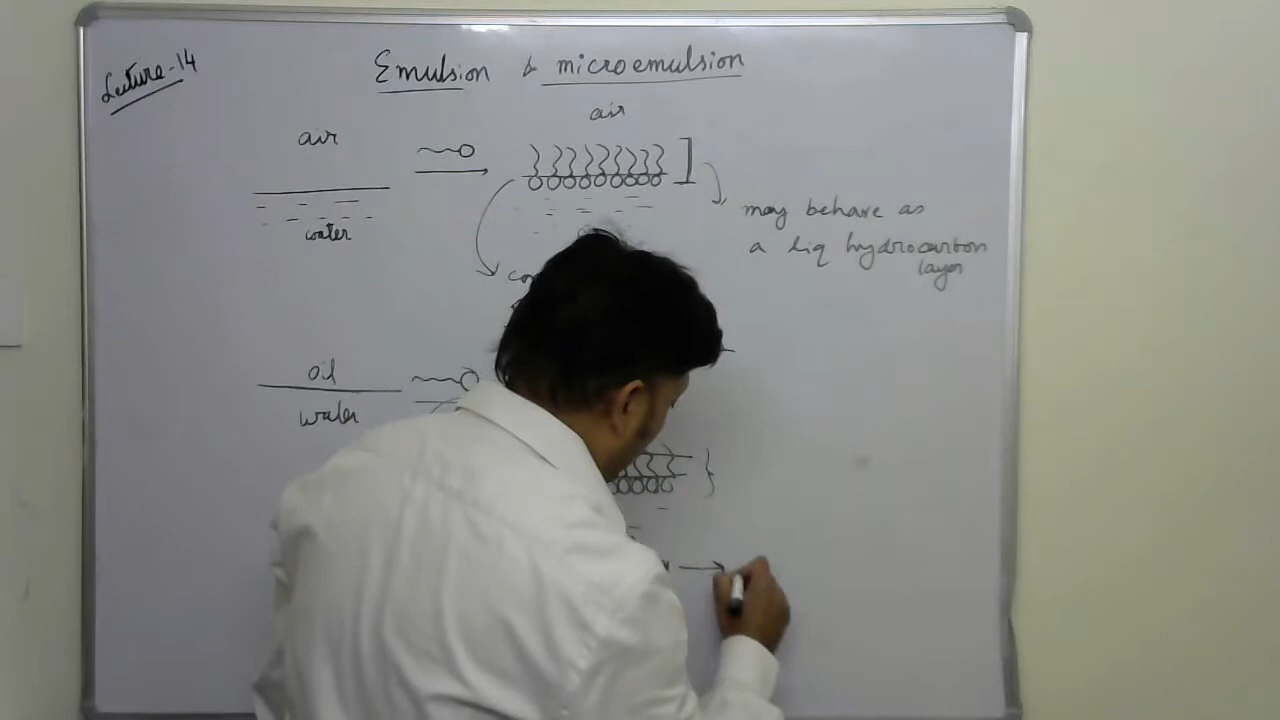 Lecture-14
Emulsion & microemulsion
air
air
water
may behave as
a liq hydrocarbon
layer
oil
water